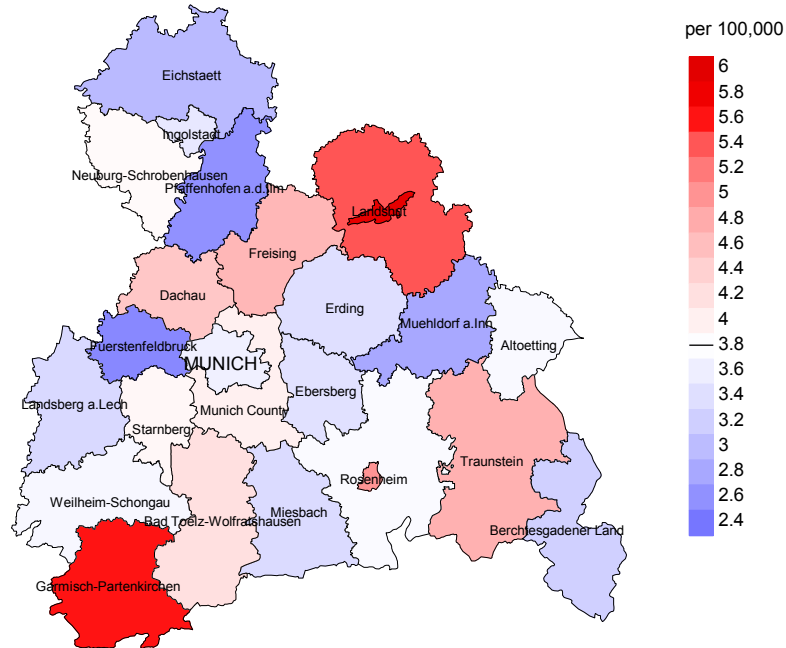 per 100,000
6
5.8
5.6
5.4
5.2
5
4.8
4.6
4.4
4.2
4
3.8
3.6
3.4
3.2
3
2.8
2.6
2.4
Eichstaett
Ingolstadt
Neuburg-Schrobenhausen
Pfaffenhofen a.d.Ilm
Landshut
Freising
Dachau
Erding
Muehldorf a.Inn
Altoetting
Fuerstenfeldbruck
MUNICH
Ebersberg
Landsberg a.Lech
Munich County
Starnberg
Traunstein
Rosenheim
Weilheim-Schongau
Miesbach
Bad Toelz-Wolfratshausen
Berchtesgadener Land
Garmisch-Partenkirchen